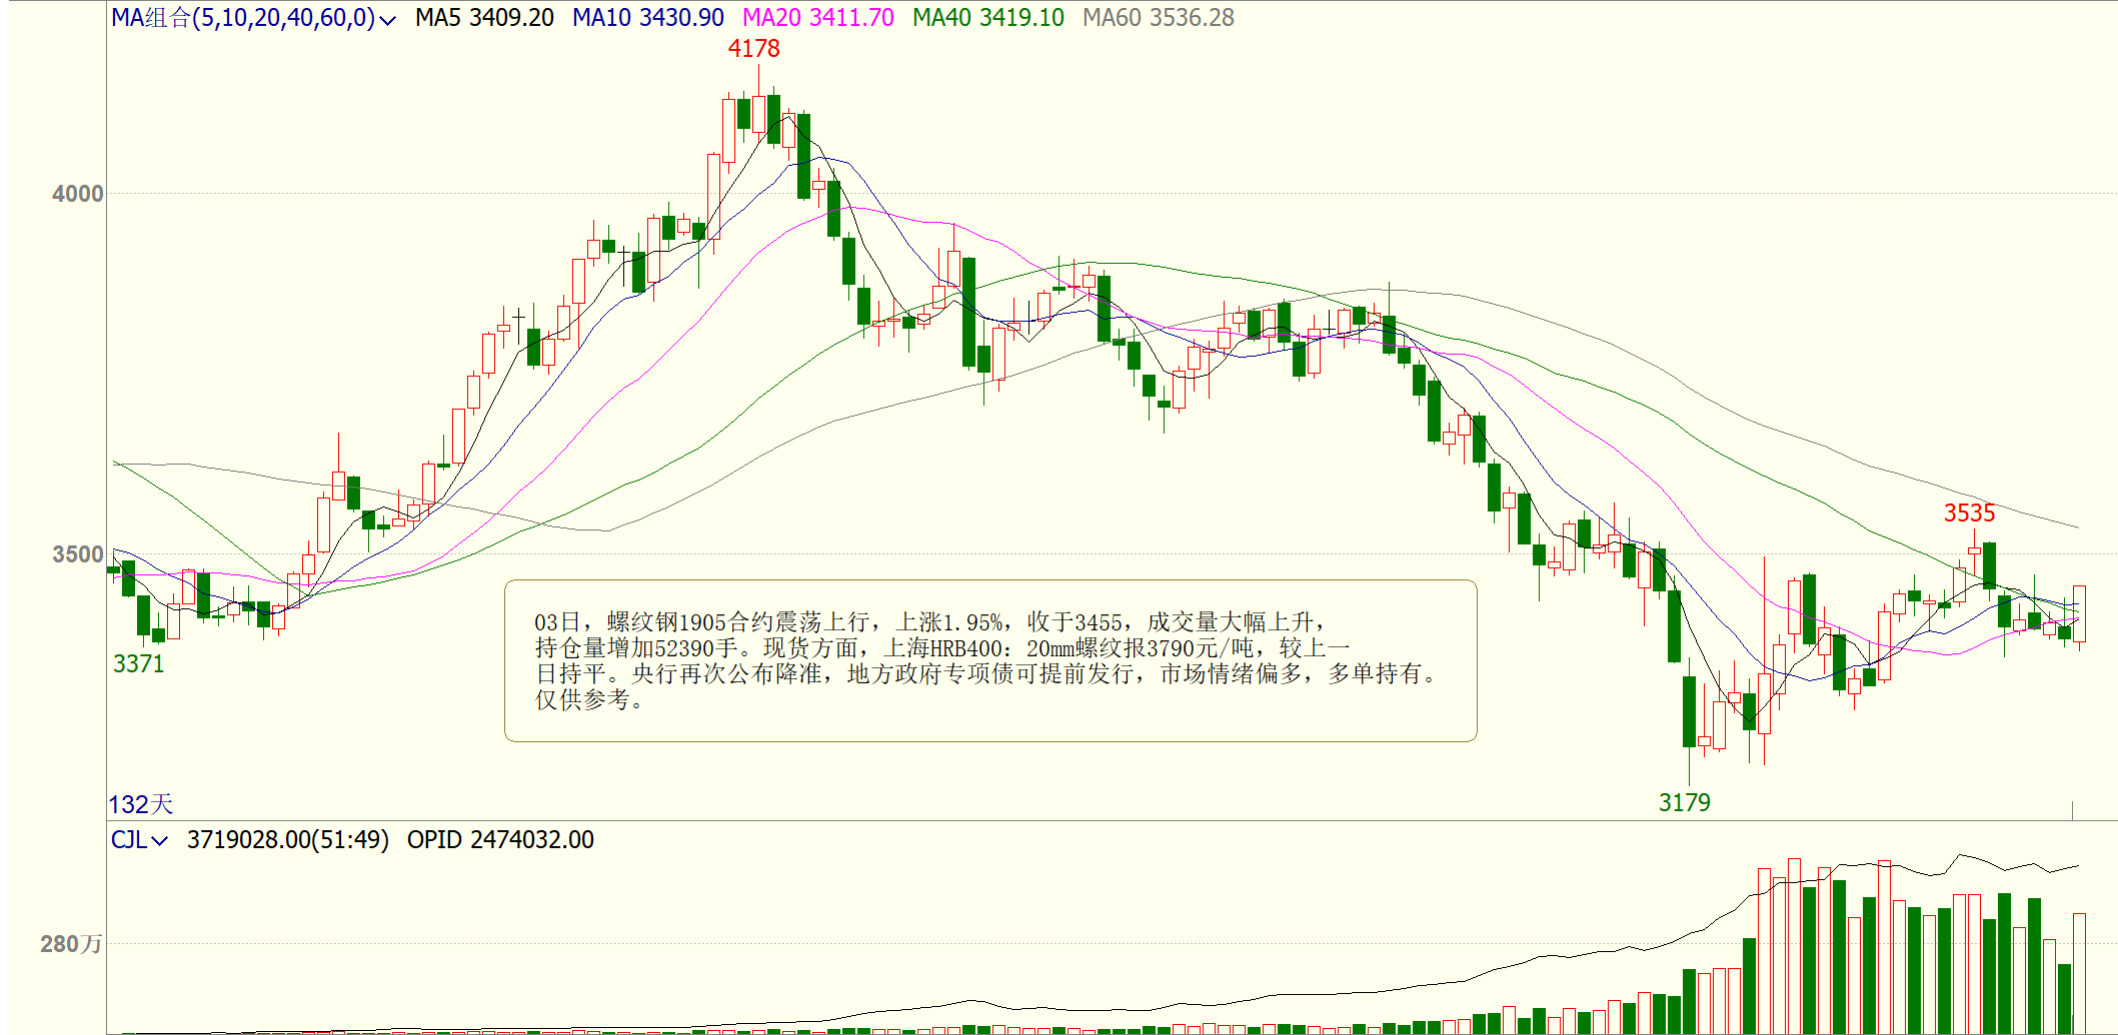 MA组合(5,10,20,40,60,0) MA5 3409.20 MA10 3430.90 MA20 3411.70 MA40 3419.10 MA60 3536.28
4178
4000
3535
3500
03日，螺纹钢1905合约震荡上行，上涨1.95%，收于3455，成交量大幅上升，
持仓量增加52390手。现货方面，上海HRB400: 20mm螺纹报3790元/吨，较上一
日持平。央行再次公布降准，地方政府专项债可提前发行，市场情绪偏多，多单持有。
仅供参考。
3371
3179
132天
CJL 3719028.00(51:49) OPID 2474032.00
280万